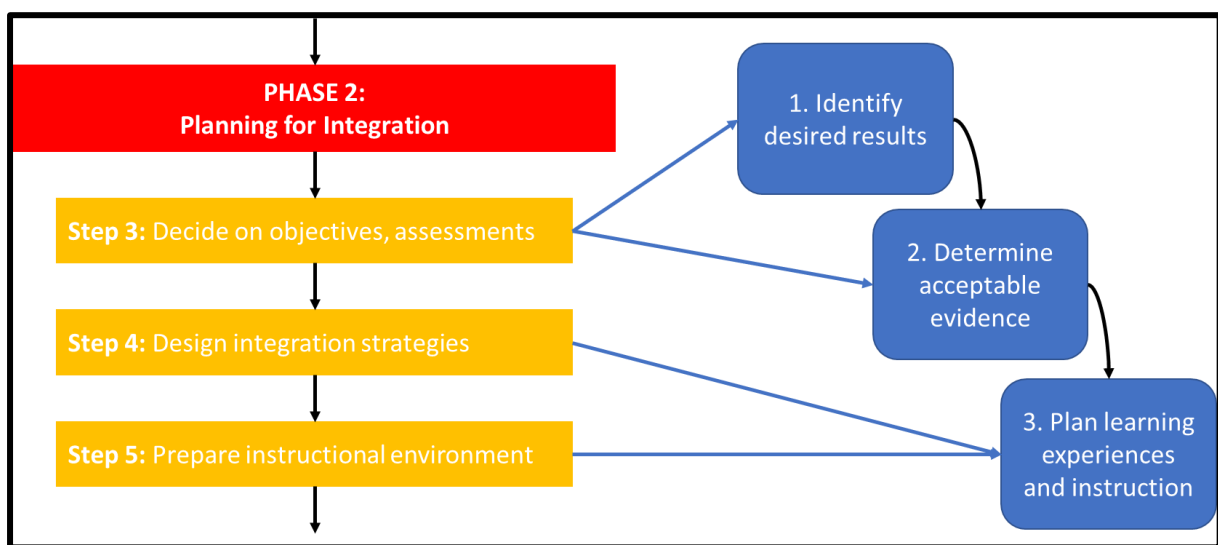 PHASE 2:
Planning for Integration
Step 3: Decide on objectives, assessments
Step 4: Design integration strategies
Step 5: Prepare instructional environment
1. Identify
desired results
2. Determine
acceptable
evidence
3. Plan learning
experiences
and instruction